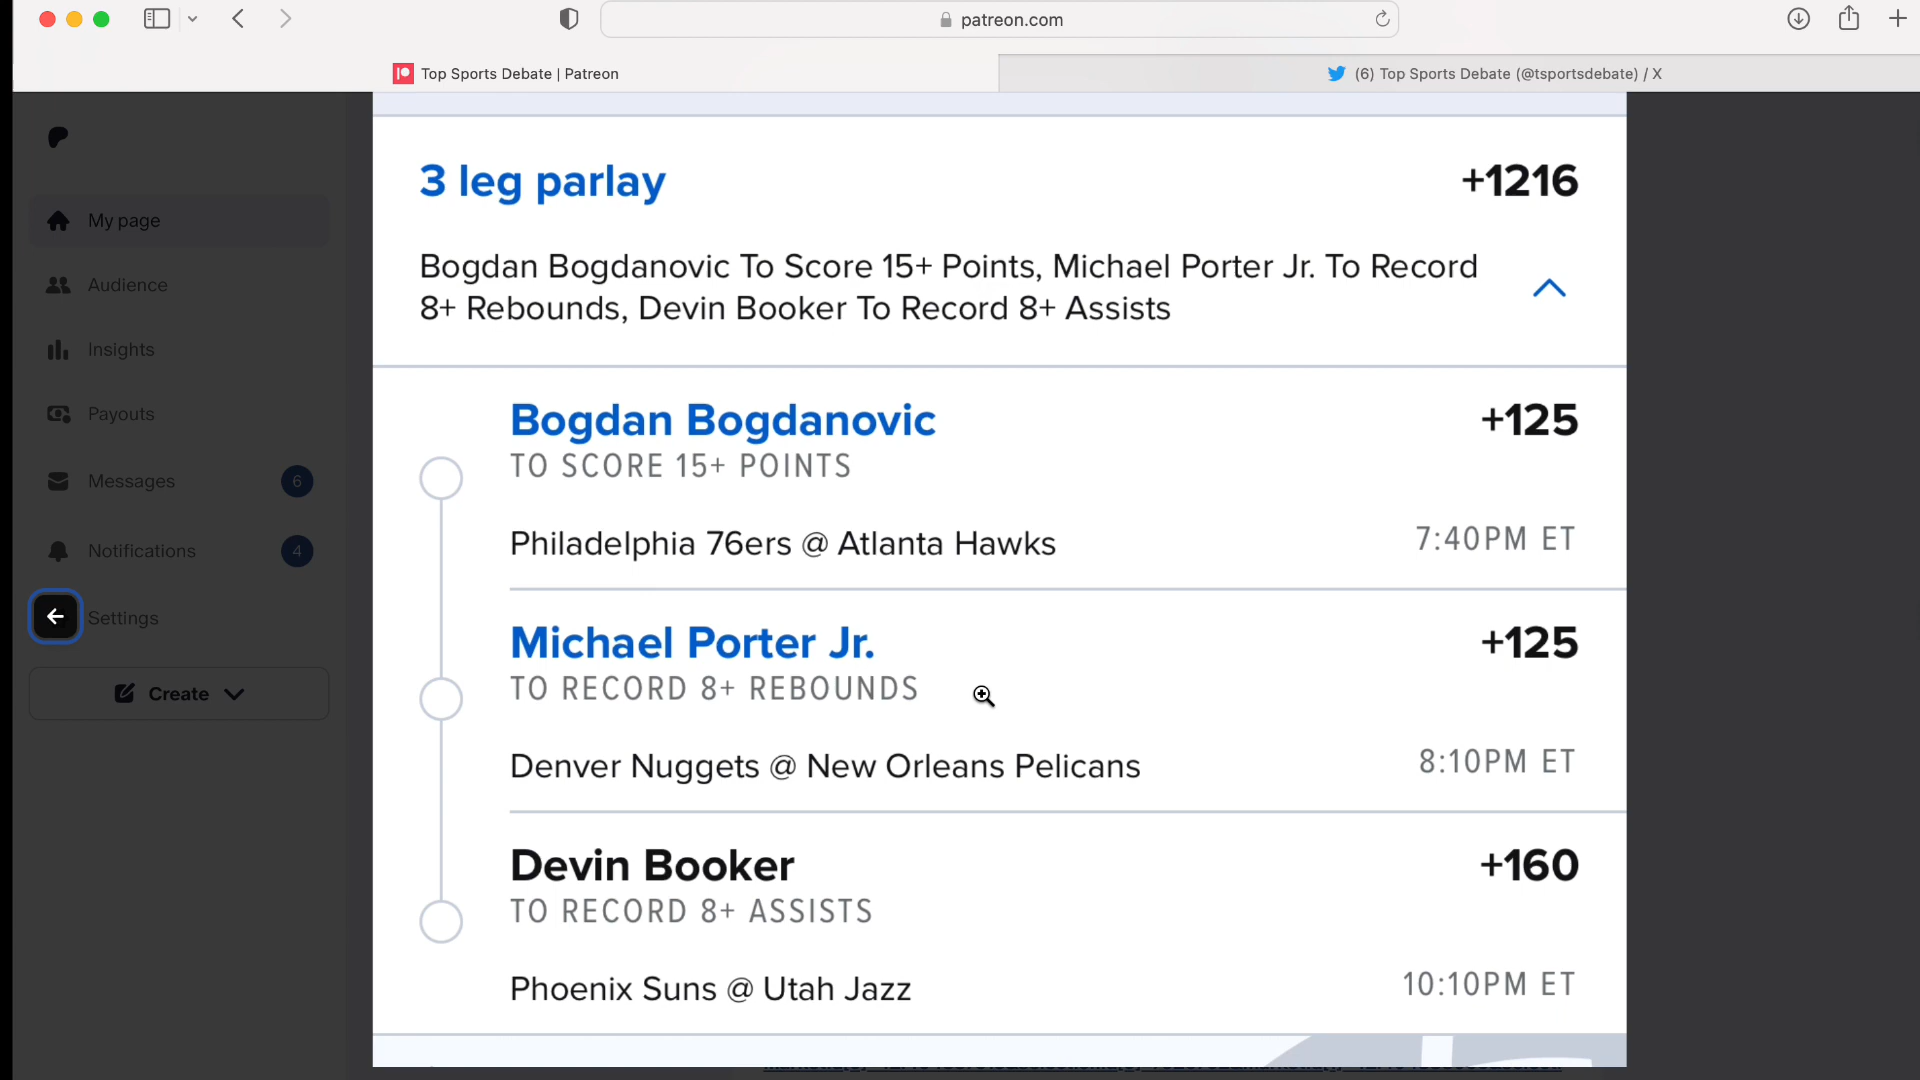 patreon.com
Top Sports Debate | Patreon
(6) Top Sports Debate (@tsportsdebate) / X
My page
Audience
Insights
Payouts
Messages 6
Notifications 4
Settings
Create
3 leg parlay +1216
Bogdan Bogdanovic To Score 15+ Points, Michael Porter Jr. To Record
8+ Rebounds, Devin Booker To Record 8+ Assists
Bogdan Bogdanovic +125
TO SCORE 15+ POINTS
Philadelphia 76ers @ Atlanta Hawks 7:40PM ET
Michael Porter Jr. +125
TO RECORD 8+ REBOUNDS
Denver Nuggets @ New Orleans Pelicans 8:10PM ET
Devin Booker +160
TO RECORD 8+ ASSISTS
Phoenix Suns @ Utah Jazz 10:10PM ET